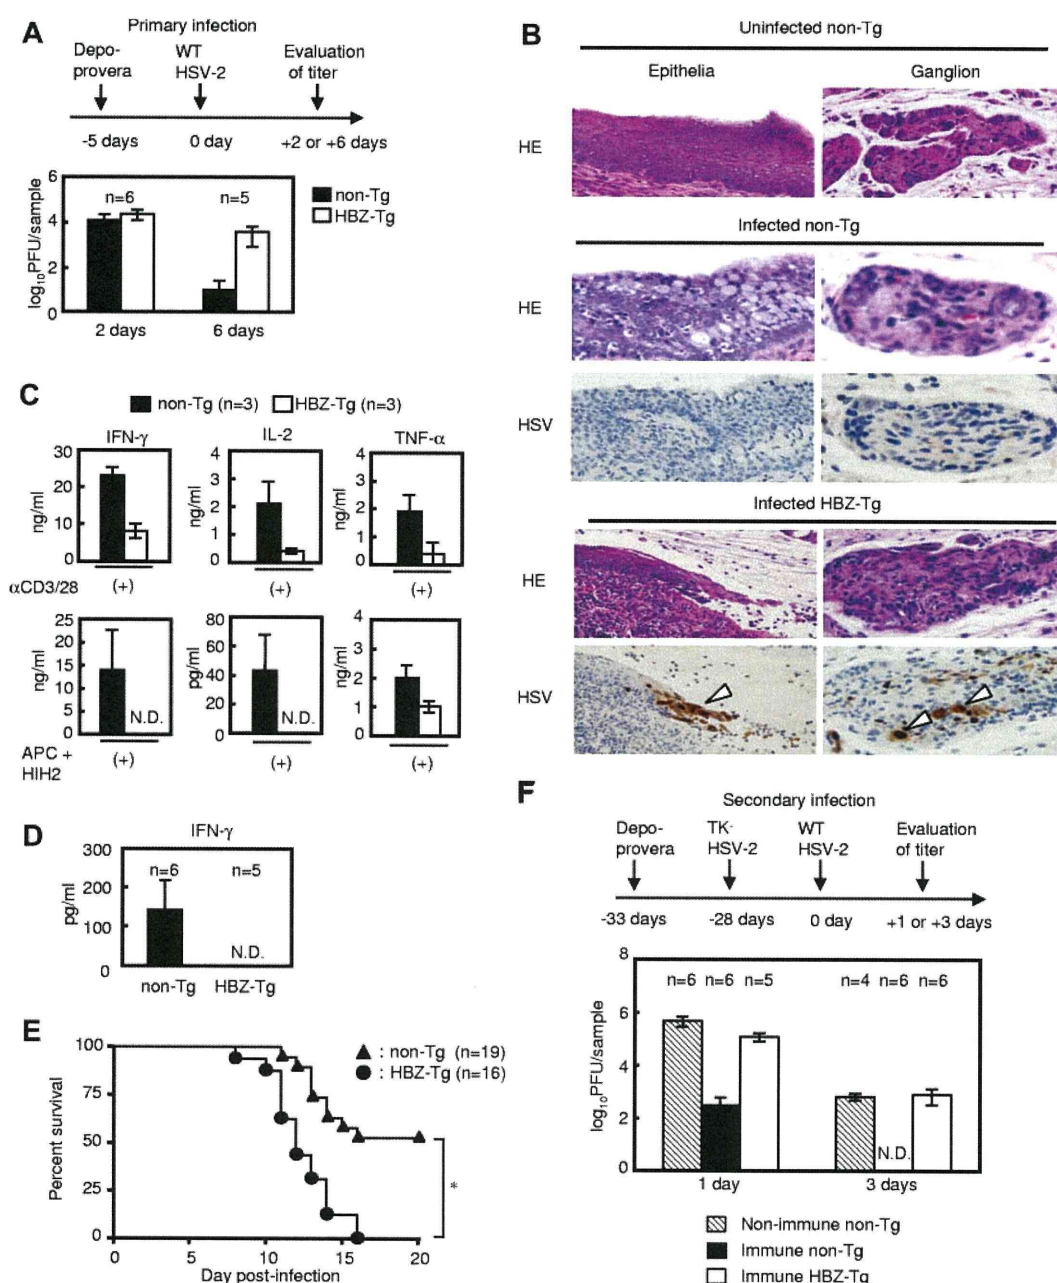 A
Primary infection
Depo-
provera
WT
HSV-2
Evaluation
of titer
-5 days
0 day
+2 or +6 days
log10PFU/sample
6
4
2
0
n=6
n=5
2 days
6 days
non-Tg
HBZ-Tg
B
Uninfected non-Tg
Epithelia
Ganglion
HE
Infected non-Tg
HE
HSV
Infected HBZ-Tg
HE
HSV
C
non-Tg (n=3)
HBZ-Tg (n=3)
IFN-γ
IL-2
TNF-α
ng/ml
30
20
10
0
ng/ml
4
3
2
1
0
ng/ml
4
3
2
1
0
αCD3/28
(+)
(+)
(+)
ng/ml
25
20
15
10
5
0
N.D.
pg/ml
80
60
40
20
0
N.D.
ng/ml
4
3
2
1
0
APC +
HIH2
(+)
(+)
(+)
D
IFN-γ
pg/ml
300
200
100
0
n=6
n=5
N.D.
non-Tg
HBZ-Tg
E
Percent survival
100
75
50
25
0
: non-Tg (n=19)
: HBZ-Tg (n=16)
*
0
5
10
15
20
Day post-infection
F
Secondary infection
Depo-
provera
TK-
HSV-2
WT
HSV-2
Evaluation
of titer
-33 days
-28 days
0 day
+1 or +3 days
log10PFU/sample
8
6
4
2
0
n=6 n=6 n=5
n=4 n=6 n=6
N.D.
1 day
3 days
Non-immune non-Tg
Immune non-Tg
Immune HBZ-Tg